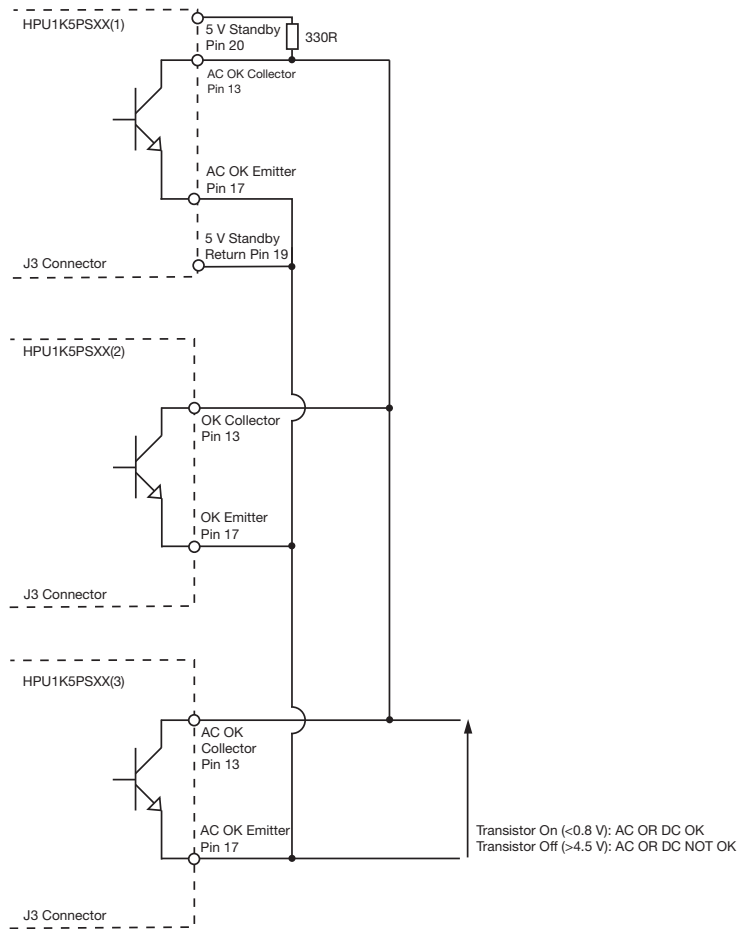 HPU1K5PSXX(1)
5 V Standby
Pin 20
330R
AC OK Collector
Pin 13
AC OK Emitter
Pin 17
5 V Standby
Return Pin 19
J3 Connector
HPU1K5PSXX(2)
OK Collector
Pin 13
OK Emitter
Pin 17
J3 Connector
HPU1K5PSXX(3)
AC OK
Collector
Pin 13
AC OK Emitter
Pin 17
Transistor On (<0.8 V): AC OR DC OK
Transistor Off (>4.5 V): AC OR DC NOT OK
J3 Connector